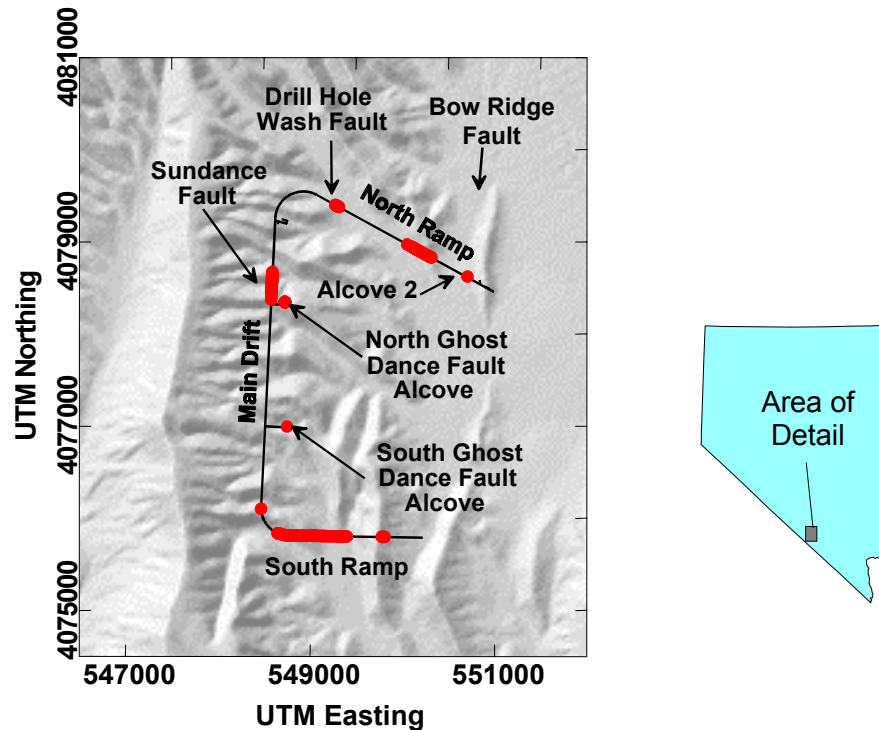 4081000
Drill Hole
Wash Fault
Bow Ridge
Fault
Sundance
Fault
North Ramp
4079000
Alcove 2
North Ghost
Dance Fault
Alcove
Main Drift
UTM Northing
Area of
Detail
4077000
South Ghost
Dance Fault
Alcove
South Ramp
4075000
547000
549000
551000
UTM Easting